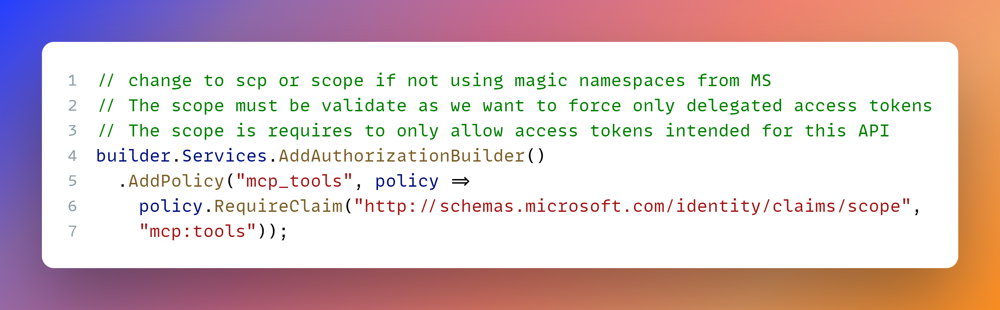 1 // change to scp or scope if not using magic namespaces from MS
2 // The scope must be validate as we want to force only delegated access tokens
3 // The scope is requires to only allow access tokens intended for this API
4 builder.Services.AddAuthorizationBuilder()
5   .AddPolicy("mcp_tools", policy =>
6     policy.RequireClaim("http://schemas.microsoft.com/identity/claims/scope",
7     "mcp:tools"));